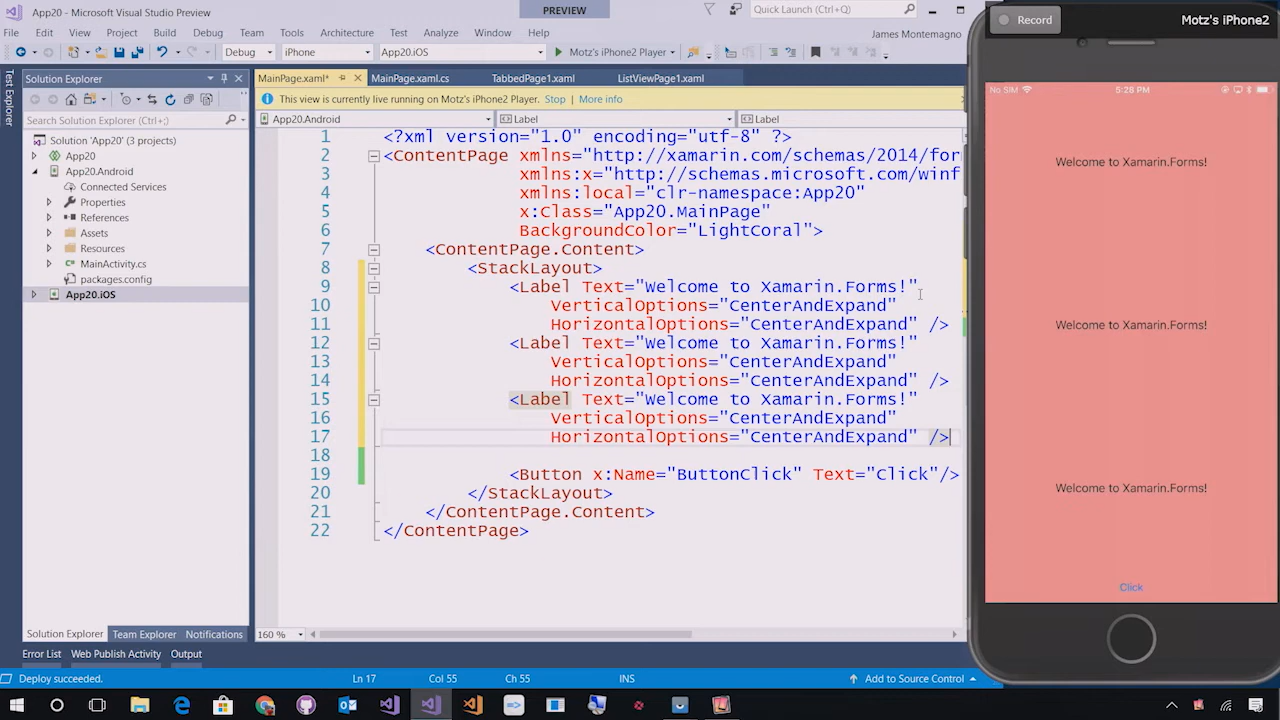 App20 - Microsoft Visual Studio Preview
PREVIEW
Quick Launch (Ctrl+Q)
File Edit View Project Build Debug Team Tools Architecture Test Analyze Window Help
James Montemagno
Debug iPhone App20.iOS Motz's iPhone2 Player
Test Explorer
Solution Explorer
Search Solution Explorer (Ctrl+;)
Solution 'App20' (3 projects)
App20
App20.Android
Connected Services
Properties
References
Assets
Resources
MainActivity.cs
packages.config
App20.iOS
Solution Explorer Team Explorer Notifications
MainPage.xaml* MainPage.xaml.cs TabbedPage1.xaml ListViewPage1.xaml
This view is currently live running on Motz's iPhone2 Player. Stop More info
App20.Android Label Label
1 <?xml version="1.0" encoding="utf-8" ?>
2 <ContentPage xmlns="http://xamarin.com/schemas/2014/for
3 xmlns:x="http://schemas.microsoft.com/winf
4 xmlns:local="clr-namespace:App20"
5 x:Class="App20.MainPage"
6 BackgroundColor="LightCoral">
7 <ContentPage.Content>
8 <StackLayout>
9 <Label Text="Welcome to Xamarin.Forms!"
10 VerticalOptions="CenterAndExpand"
11 HorizontalOptions="CenterAndExpand" />
12 <Label Text="Welcome to Xamarin.Forms!"
13 VerticalOptions="CenterAndExpand"
14 HorizontalOptions="CenterAndExpand" />
15 <Label Text="Welcome to Xamarin.Forms!"
16 VerticalOptions="CenterAndExpand"
17 HorizontalOptions="CenterAndExpand" />
18
19 <Button x:Name="ButtonClick" Text="Click"/>
20 </StackLayout>
21 </ContentPage.Content>
22 </ContentPage>
160 %
Error List Web Publish Activity Output
Deploy succeeded. Ln 17 Col 55 Ch 55 INS Add to Source Control
Record Motz's iPhone2
No SIM 5:28 PM
Welcome to Xamarin.Forms!
Welcome to Xamarin.Forms!
Welcome to Xamarin.Forms!
Click